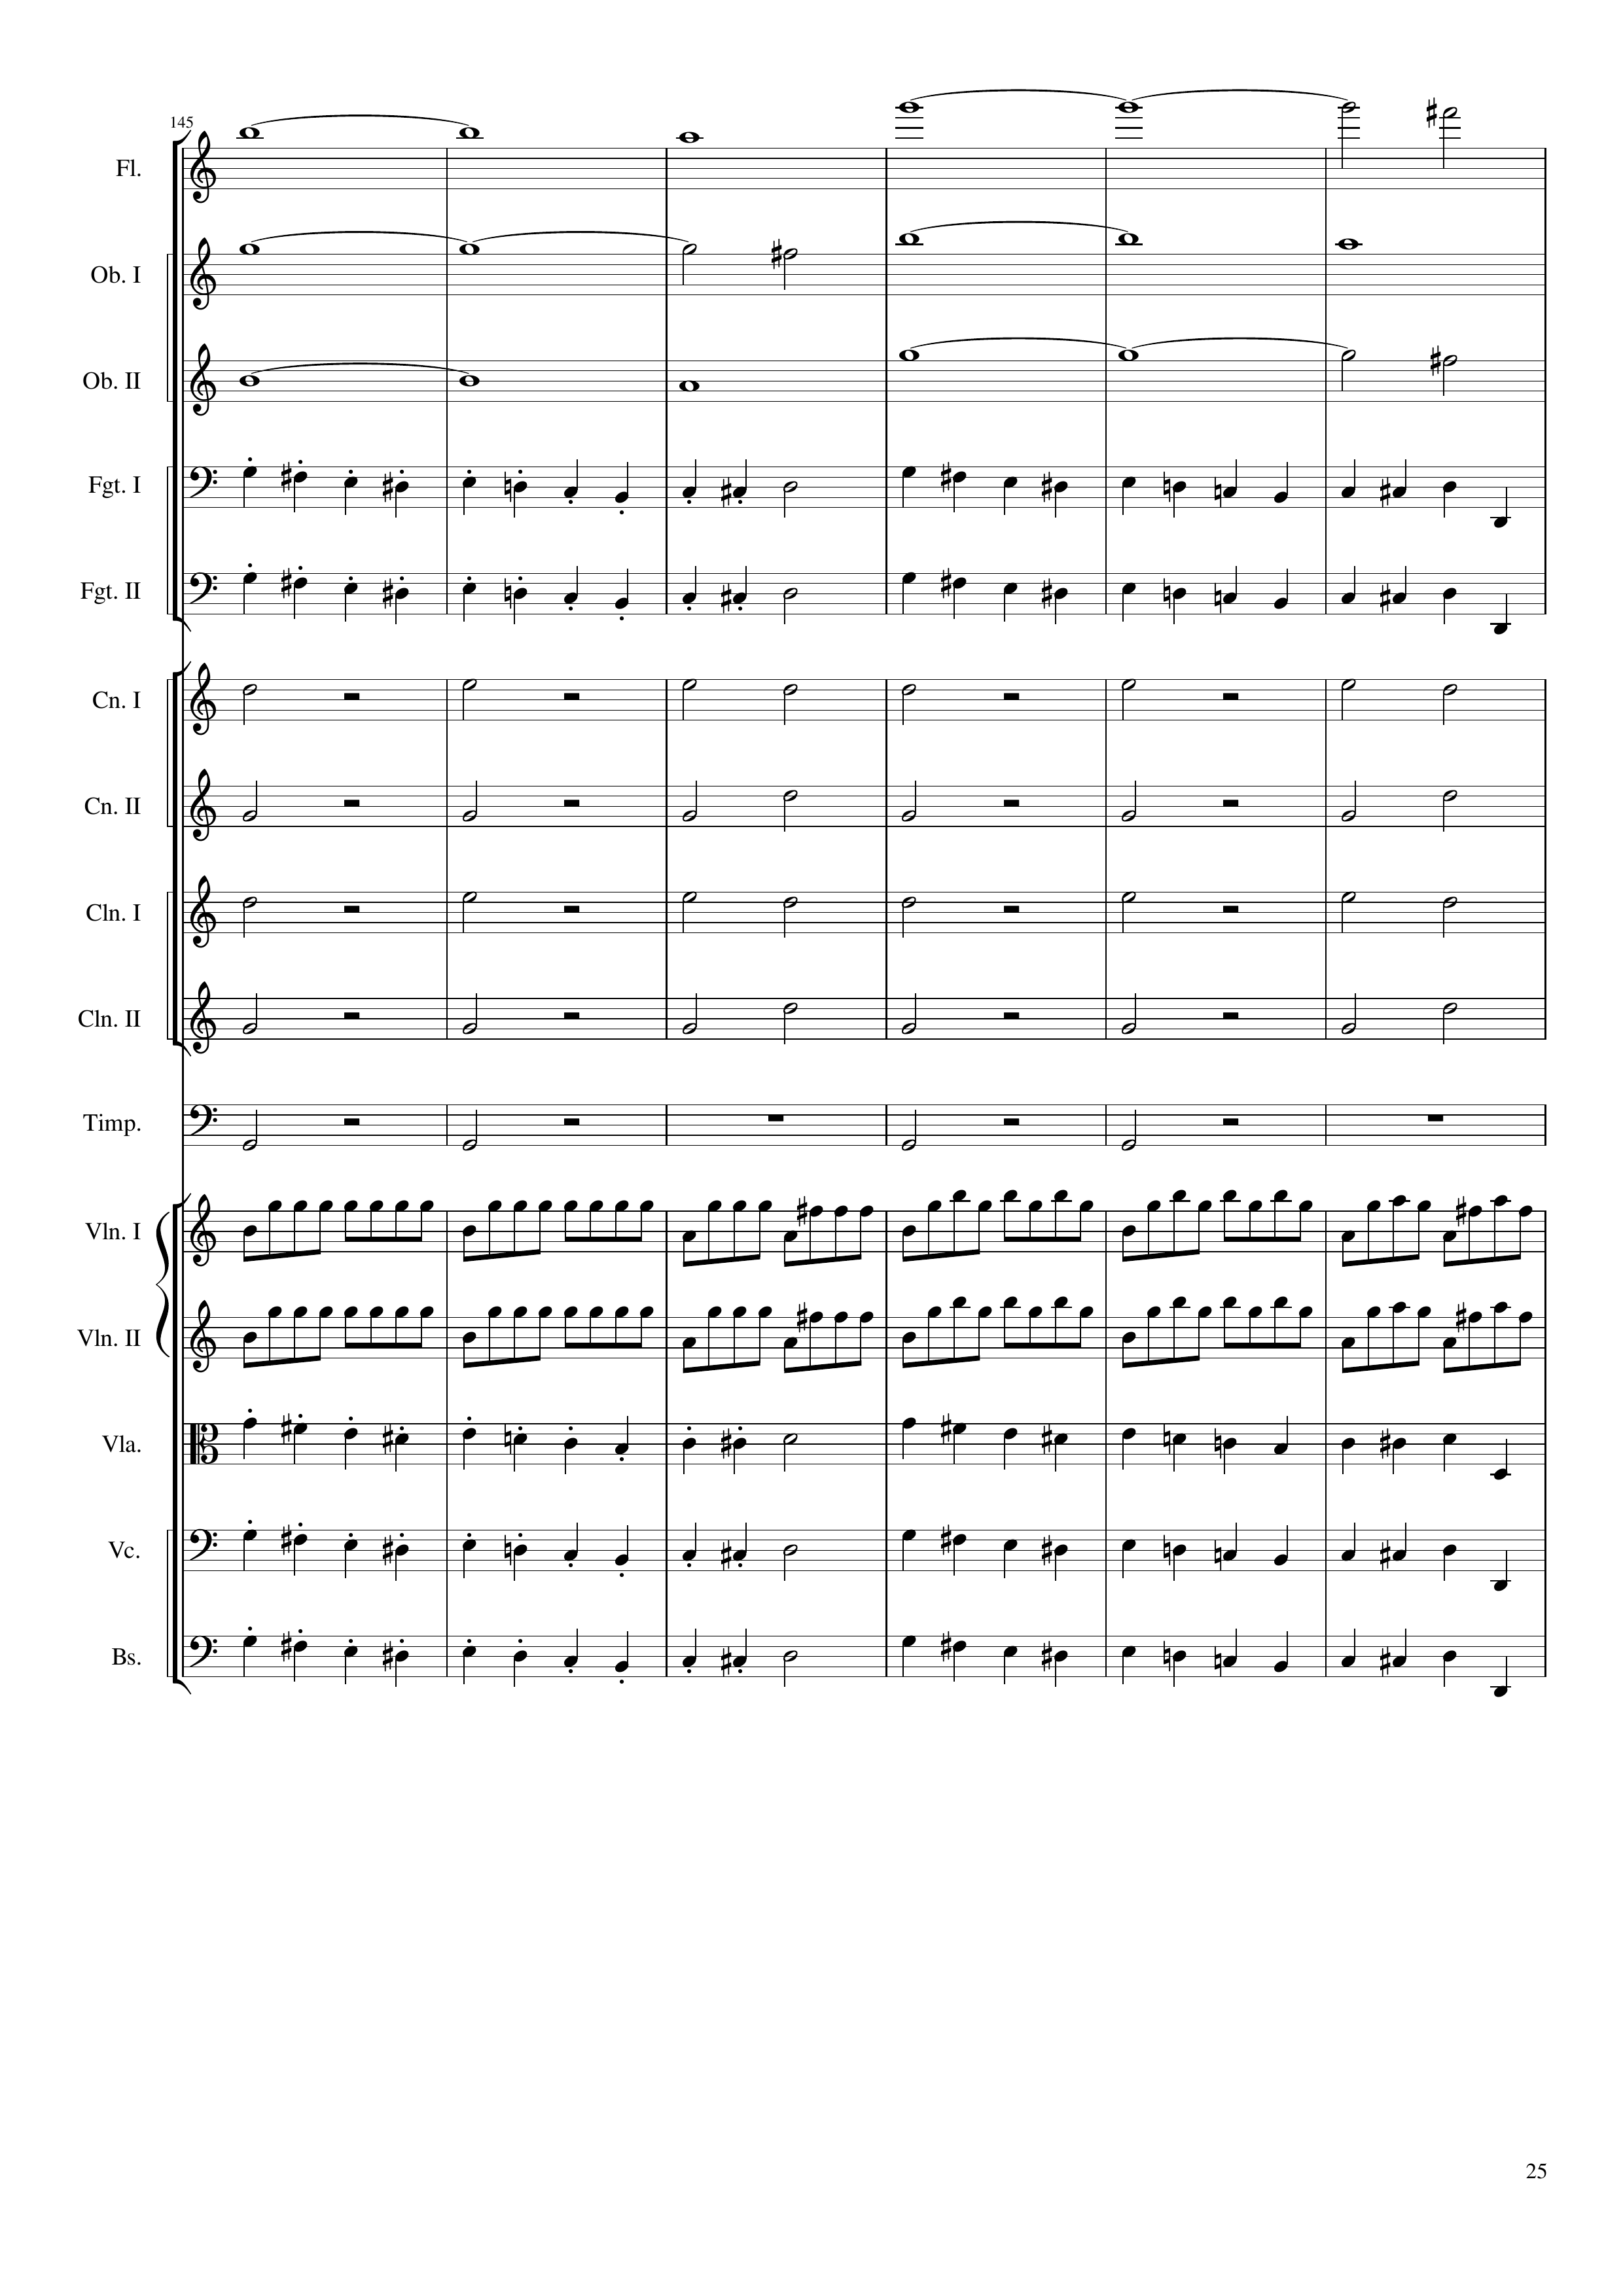 145
Fl.
Ob. I
Ob. II
Fgt. I
Fgt. II
Cn. I
Cn. II
Cln. I
Cln. II
Timp.
Vln. I
Vln. II
Vla.
Vc.
Bs.
25